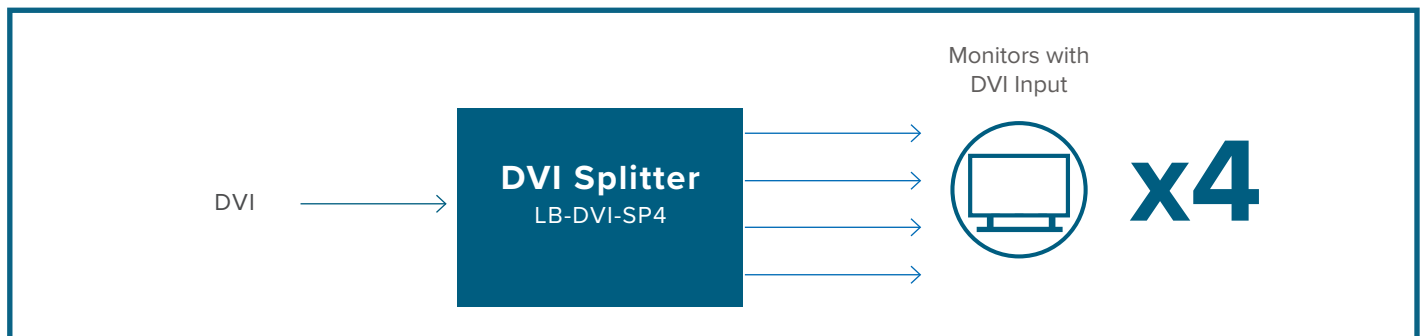 Monitors with
DVI Input
DVI
DVI Splitter
LB-DVI-SP4
x4